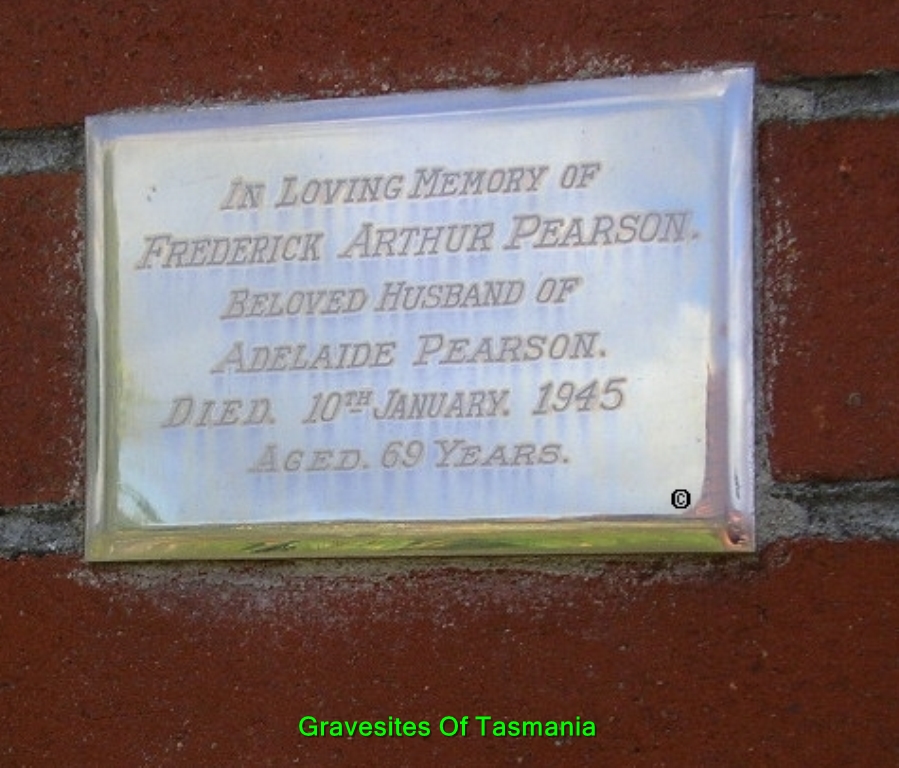 IN LOVING MEMORY OF
FREDERICK ARTHUR PEARSON.
BELOVED HUSBAND OF
ADELAIDE PEARSON.
DIED. 10TH JANUARY. 1945
AGED. 69 YEARS.
©
Gravesites Of Tasmania